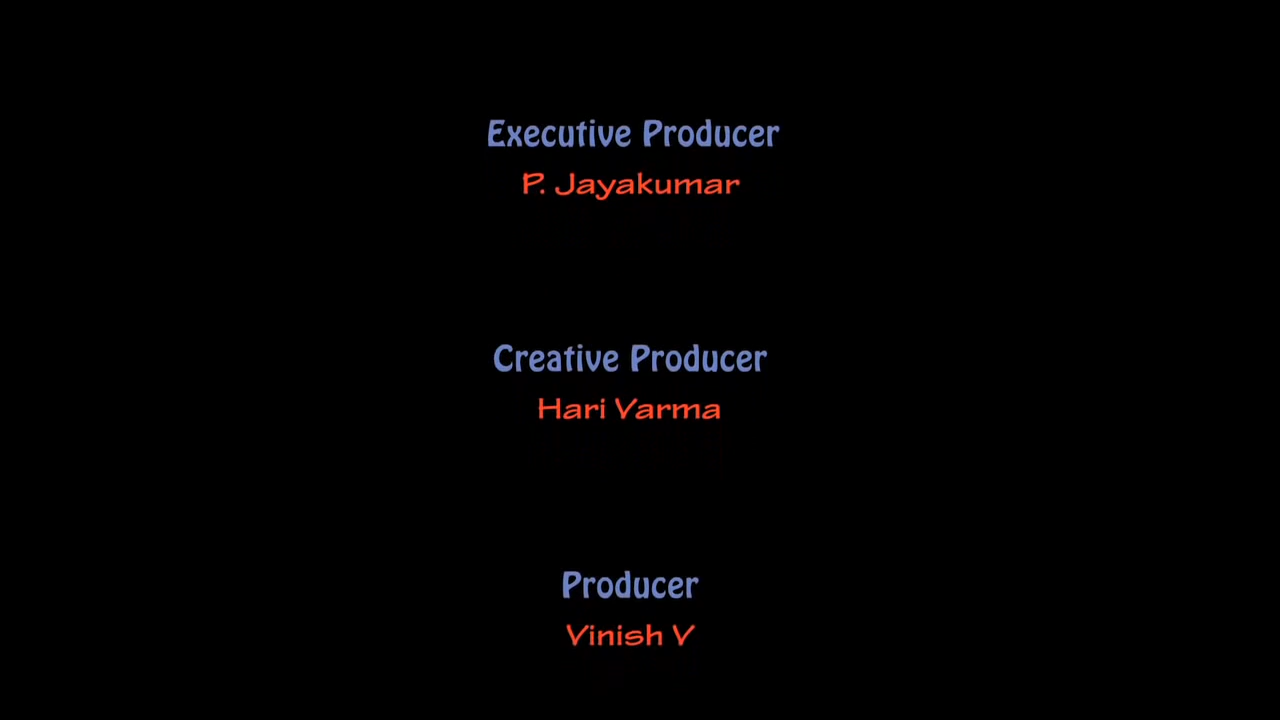 Executive Producer
P. Jayakumar
Creative Producer
Hari Varma
Producer
Vinish V